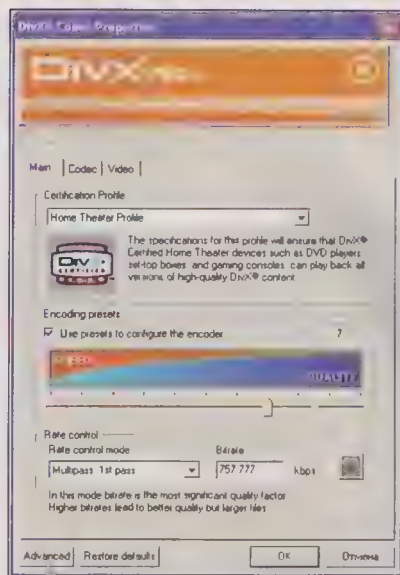 DivX
Main Codec Video
Certification Profile
Home Theater Profile
The specifications for this profile will ensure that DivX®
Certified Home Theater devices such as DVD players
set-top boxes and gaming consoles can play back all
versions of high-quality DivX® content
DivX
CERTIFIED
Encoding presets
Use presets to configure the encoder 7
Rate control
Rate control mode Bitrate
Multipass 1st pass 757 777 kbps
In this mode bitrate is the most significant quality factor
Higher bitrates lead to better quality but larger files
Advanced Restore defaults OK Отмена